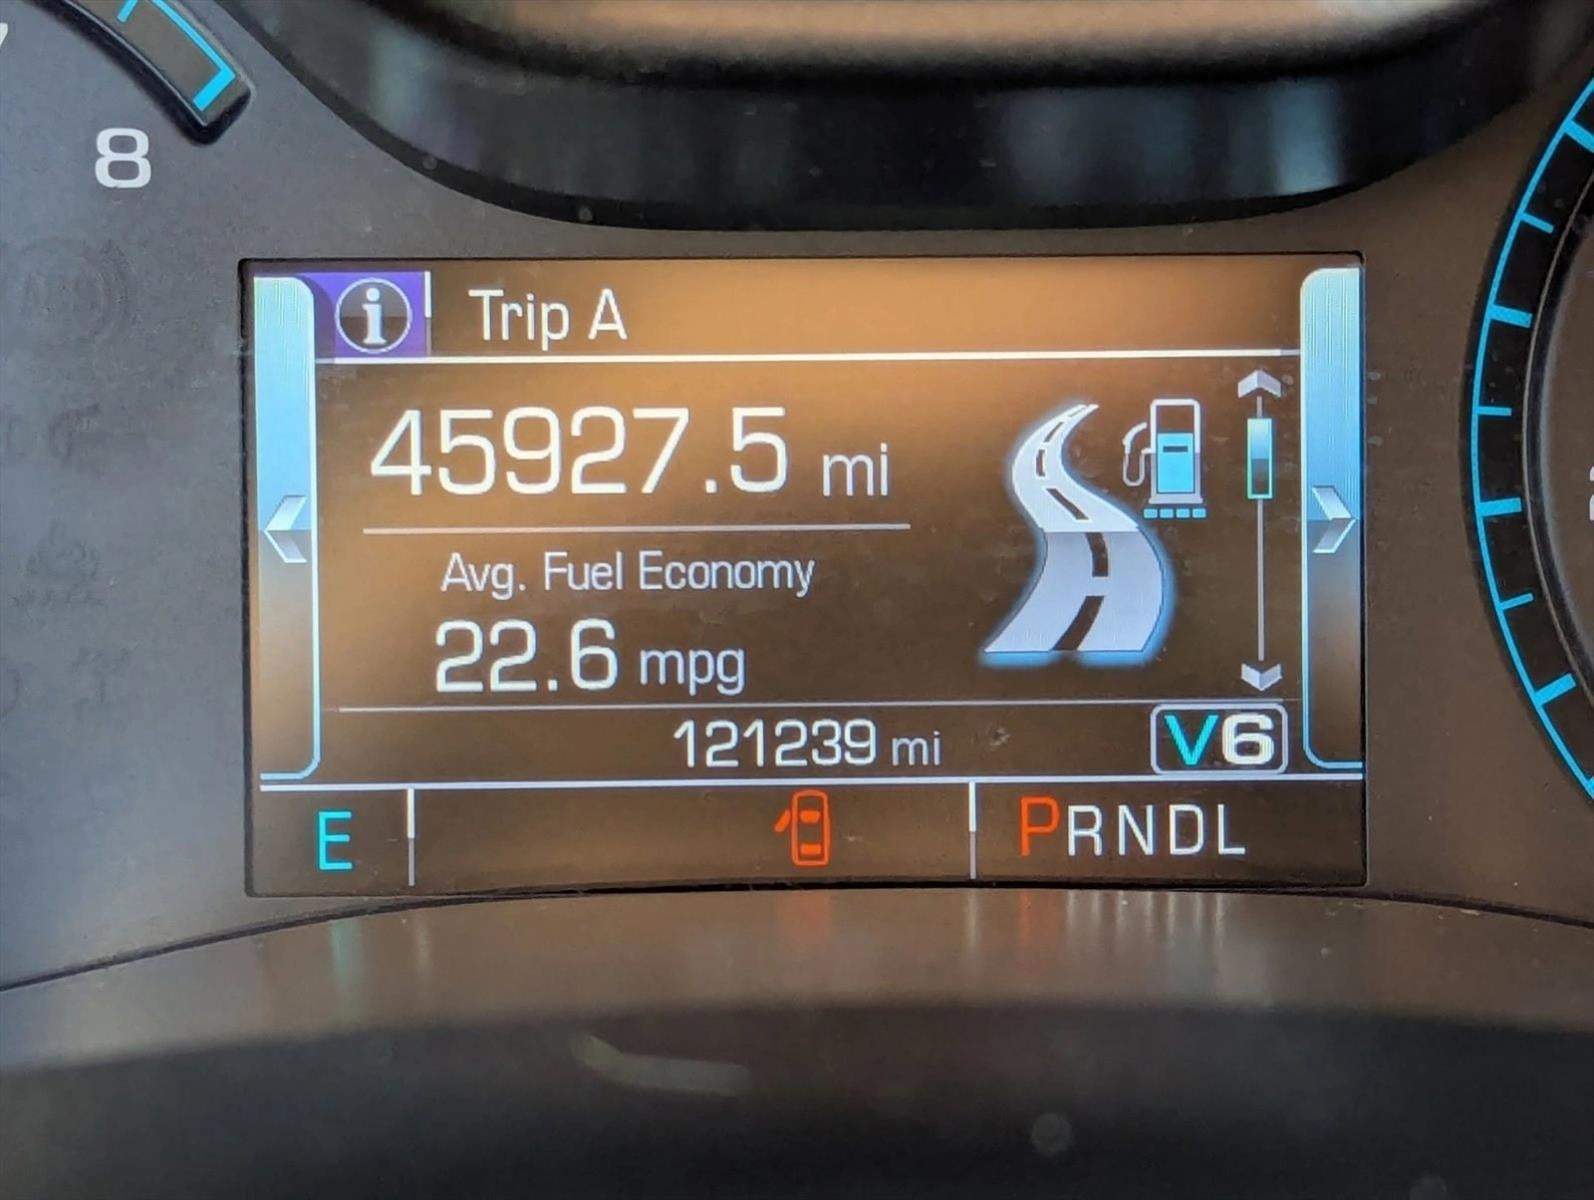 8
Trip A
45927.5 mi
Avg. Fuel Economy
22.6 mpg
121239 mi
V6
E
PRNDL